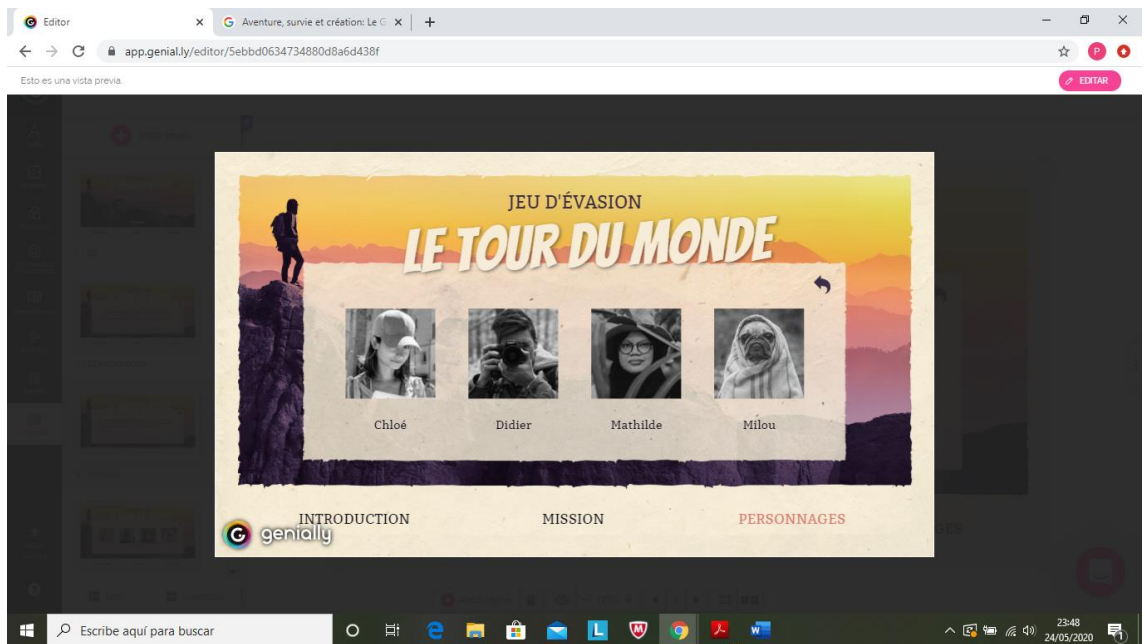 Editor
Aventure, survie et création: Le G
app.genial.ly/editor/5ebbd0634734880d8a6d438f
P
Esto es una vista previa.
EDITAR
JEU D'ÉVASION
LE TOUR DU MONDE
Chloé
Didier
Mathilde
Milou
INTRODUCTION
MISSION
PERSONNAGES
genially
Escribe aquí para buscar
23:48
24/05/2020